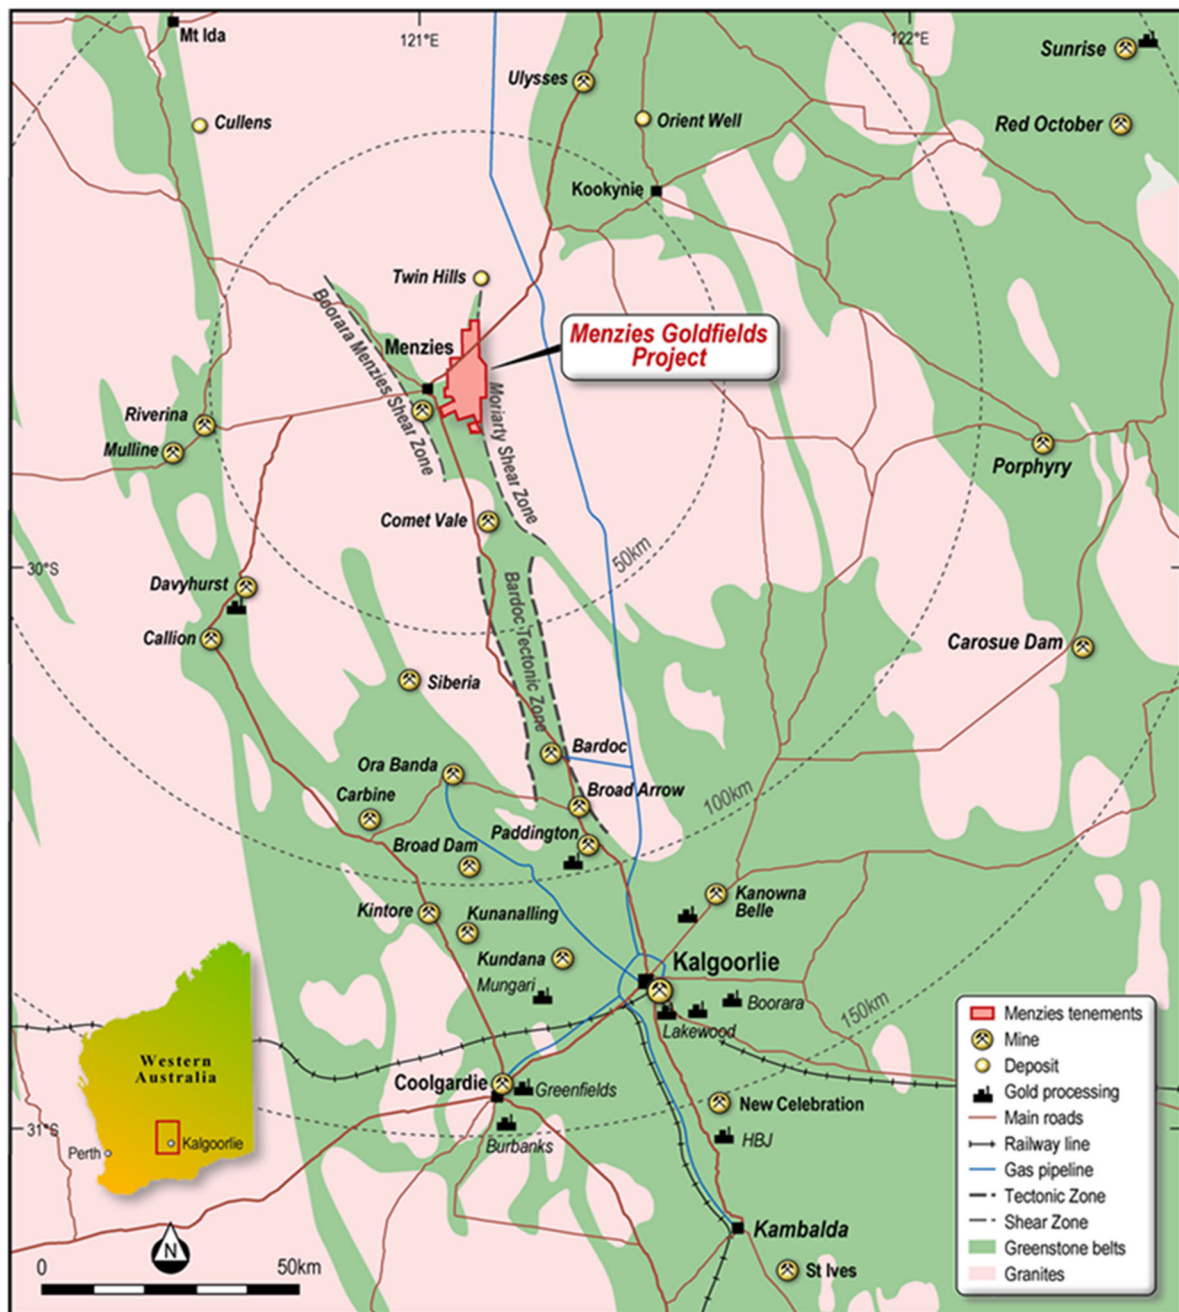 Mt Ida
121°E
122°E
Sunrise
Ulysses
Cullens
Orient Well
Red October
Kookynie
Twin Hills
Boorara Menzies Shear Zone
Menzies
Menzies Goldfields
Project
Moriarty Shear Zone
Riverina
Mulline
Porphyry
Comet Vale
50km
30°S
Davyhurst
Bardoc Tectonic Zone
Callion
Carosue Dam
Siberia
Bardoc
Ora Banda
Broad Arrow
100km
Carbine
Paddington
Broad Dam
Kanowna
Belle
Kintore
Kunanalling
Kundana
Kalgoorlie
Mungari
Boorara
150km
Lakewood
Coolgardie
Greenfields
New Celebration
31°S
Burbanks
HBJ
Kambalda
St Ives
Western
Australia
Perth
Kalgoorlie
N
0
50km
Menzies tenements
Mine
Deposit
Gold processing
Main roads
Railway line
Gas pipeline
Tectonic Zone
Shear Zone
Greenstone belts
Granites